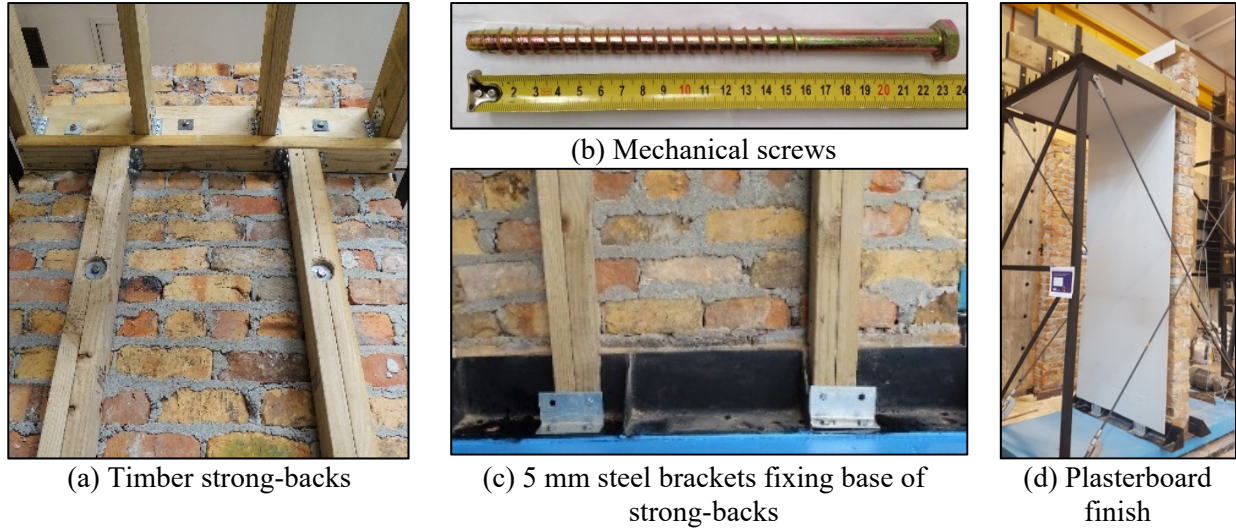 2 3 4 5 6 7 8 9 10 11 12 13 14 15 16 17 18 19 20 21 22 23 24
(b) Mechanical screws
(a) Timber strong-backs
(c) 5 mm steel brackets fixing base of
strong-backs
(d) Plasterboard
finish